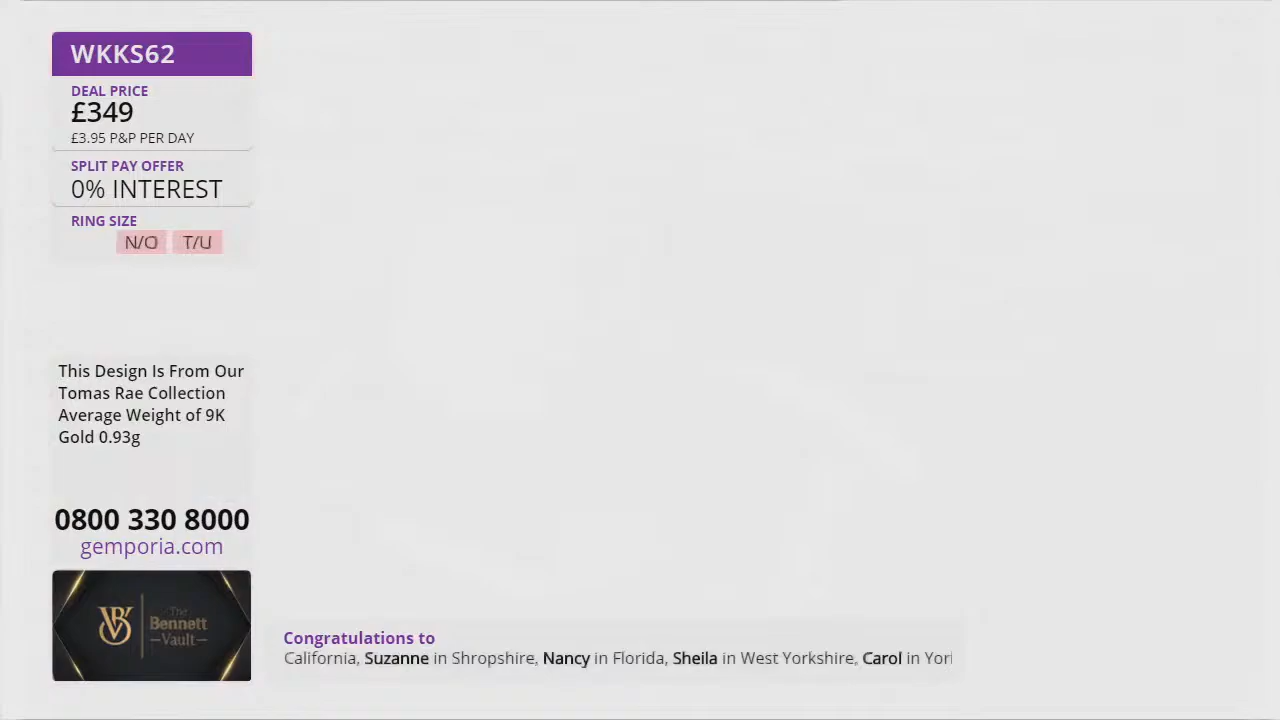 WKKS62
DEAL PRICE
£349
£3.95 P&P PER DAY
SPLIT PAY OFFER
0% INTEREST
RING SIZE
N/O T/U
This Design Is From Our
Tomas Rae Collection
Average Weight of 9K
Gold 0.93g
0800 330 8000
gemporia.com
The
Bennett
Vault
Congratulations to
California, Suzanne in Shropshire, Nancy in Florida, Sheila in West Yorkshire, Carol in